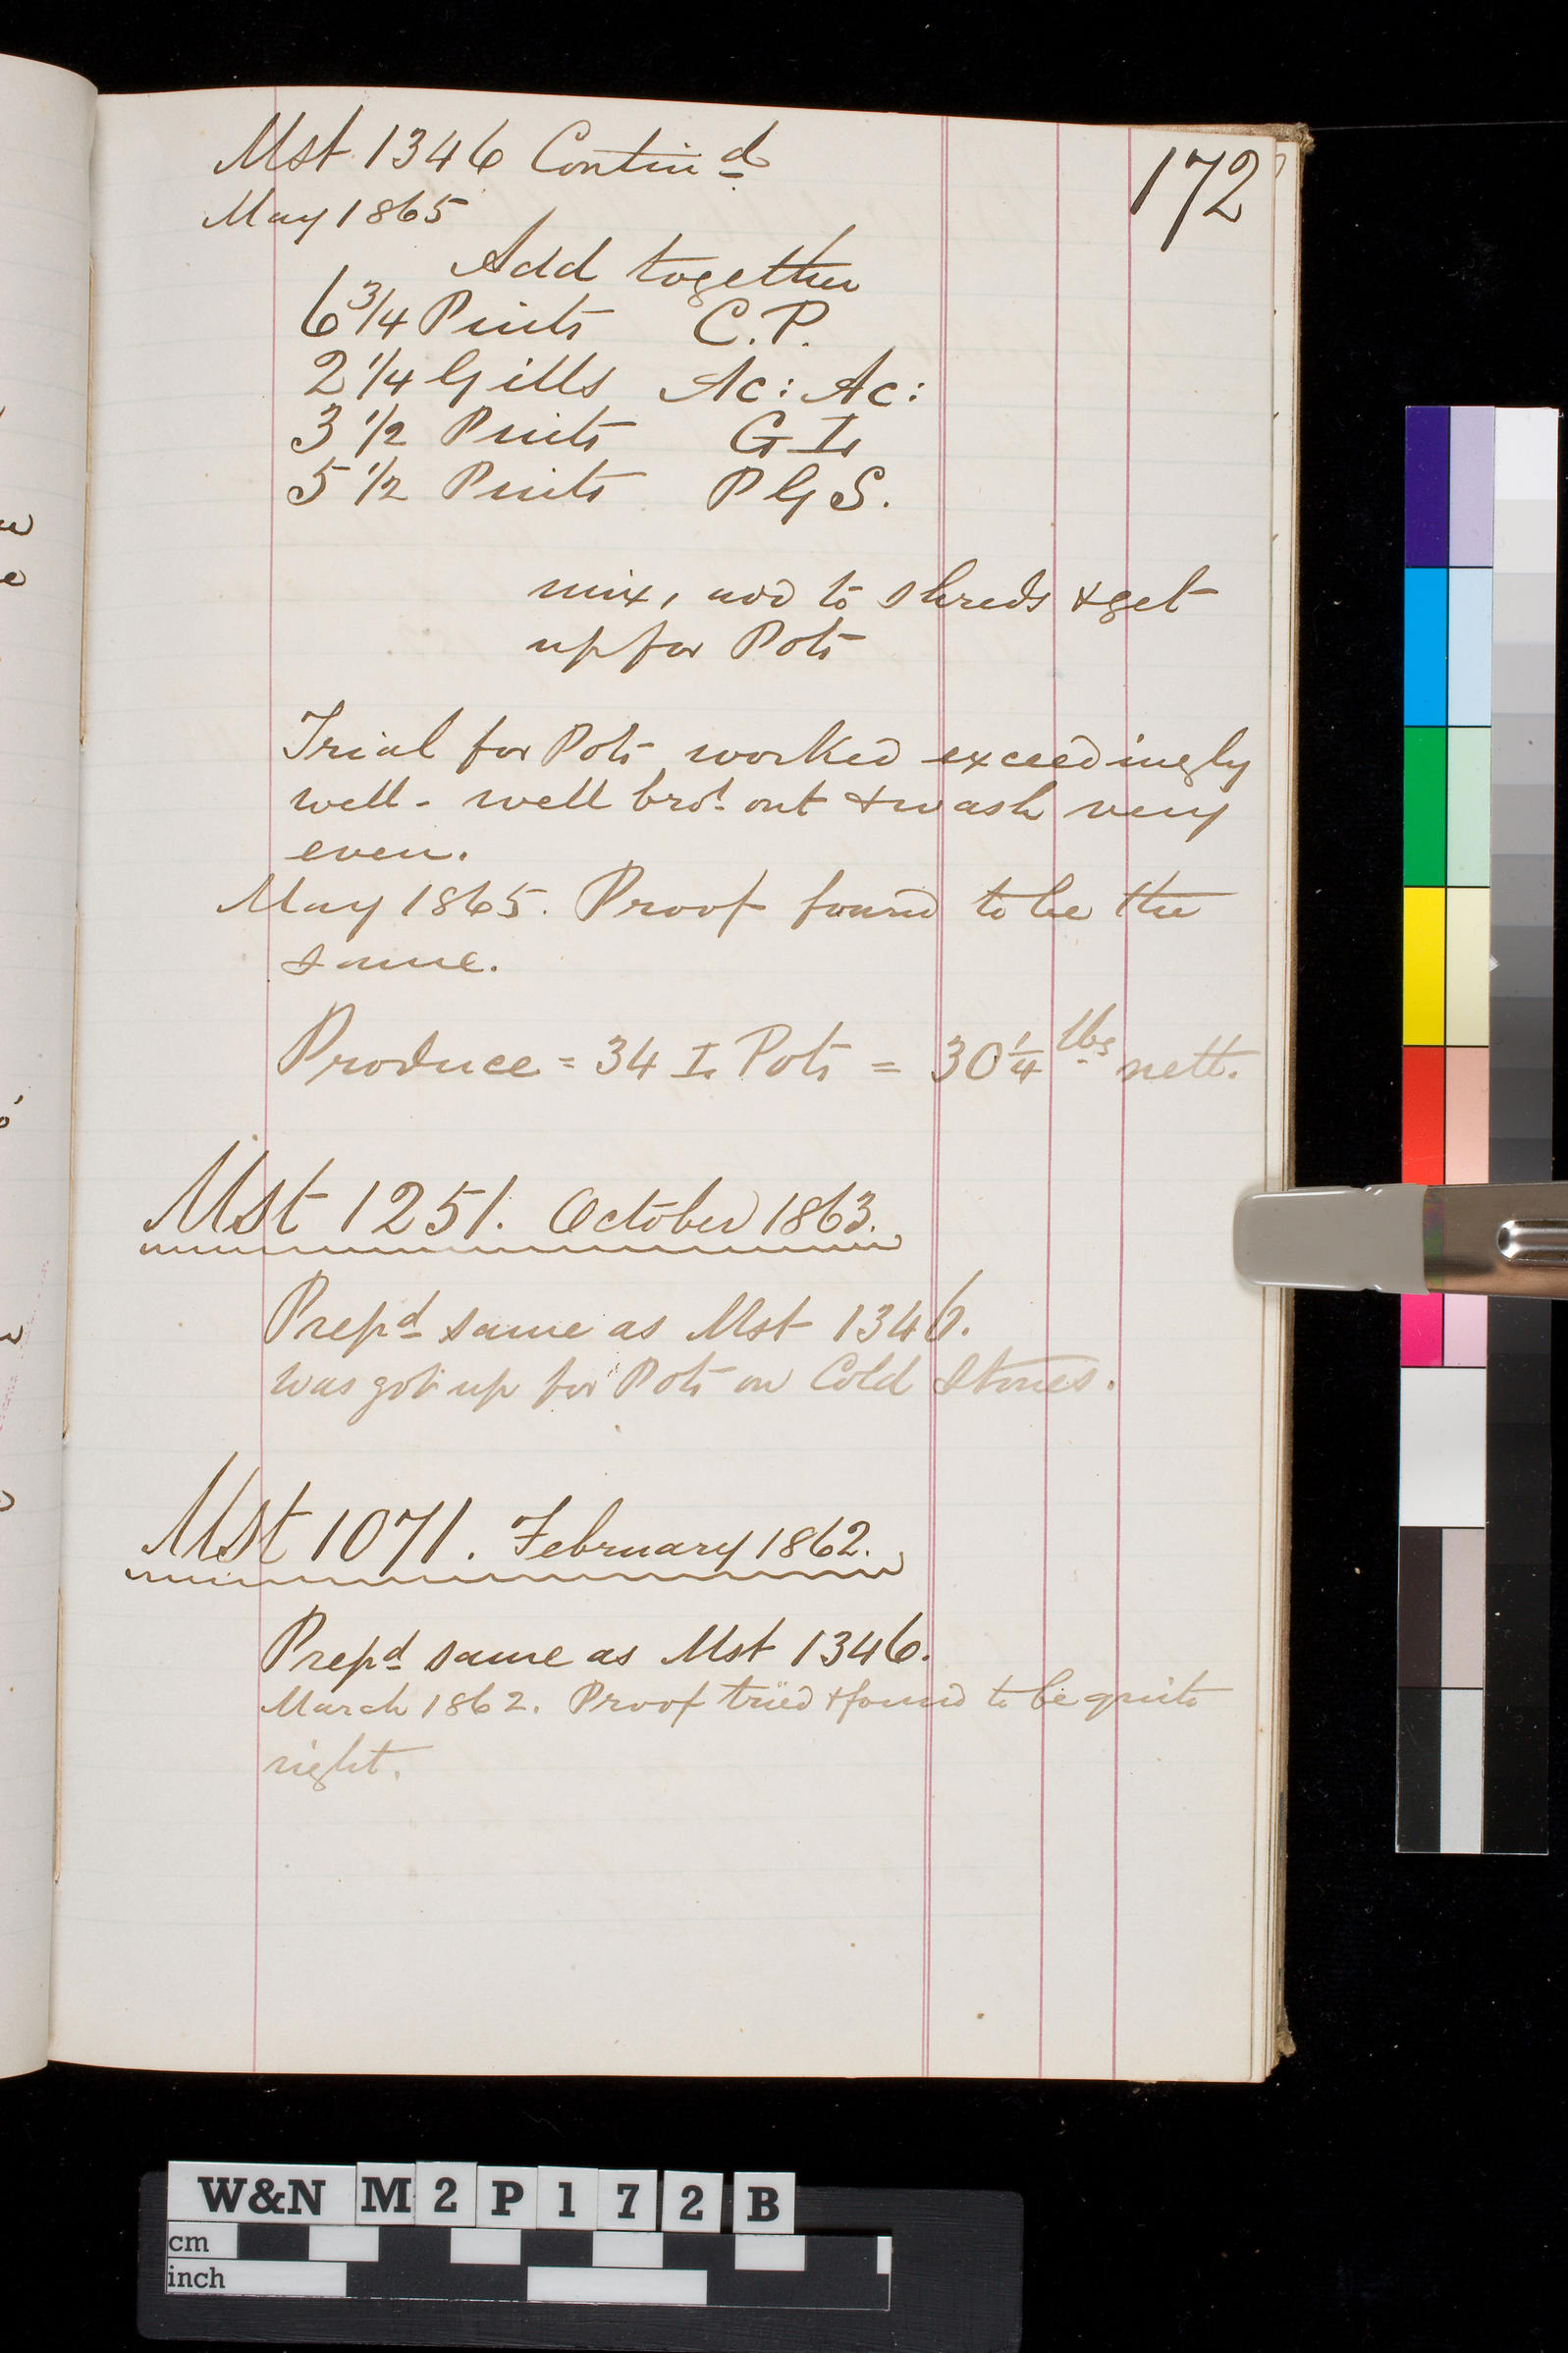 172
Mst 1346 Contin d
May 1865
Add together
6 3/4 Pints C.P.
2 1/4 Gills Ac: Ac:
3 1/2 Pints G I
5 1/2 Pints P G S.
mix, add to shreds & get
up for Pots
Trial for Pots worked exceedingly
well - well brot. out & wash very
even.
May 1865. Proof found to be the
same.
Produce = 34 I. Pots = 30 1/4 lbs nett.
Mst 1251. October 1863.
Prepd same as Mst 1346.
was got up for Pots on Cold Stones.
Mst 1071. February 1862.
Prepd same as Mst 1346.
March 1862. Proof tried & found to be quite
right.
W&N M2P172B
cm
inch